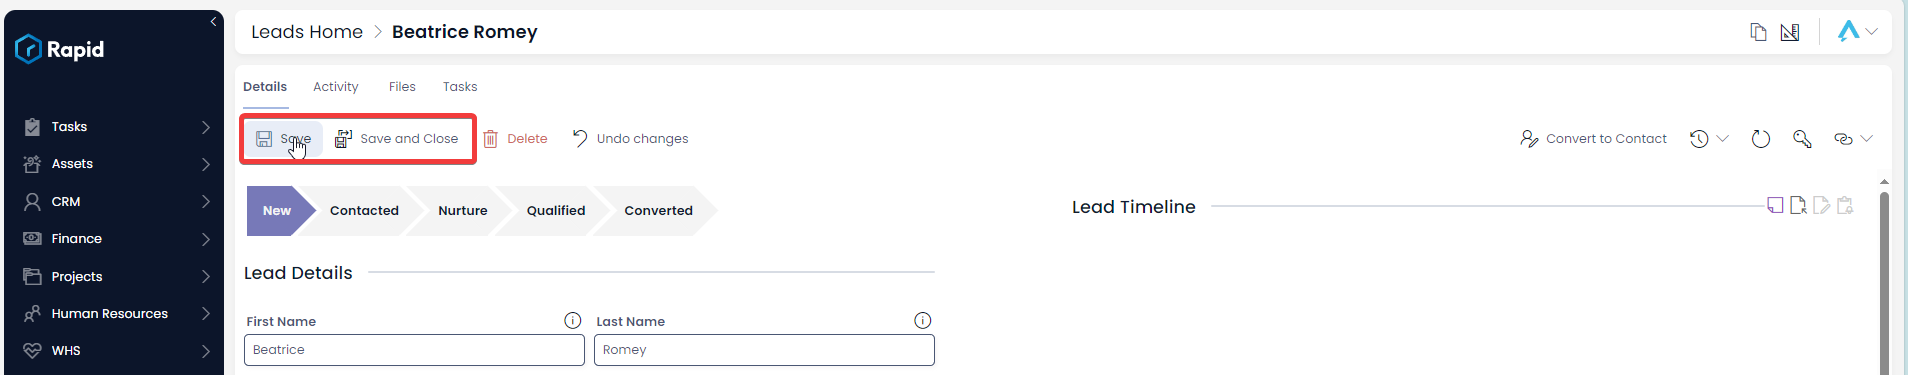 Rapid
Tasks
Assets
CRM
Finance
Projects
Human Resources
WHS
Leads Home > Beatrice Romey
Details Activity Files Tasks
Save Save and Close Delete Undo changes Convert to Contact
New Contacted Nurture Qualified Converted
Lead Timeline
Lead Details
First Name Last Name
Beatrice Romey